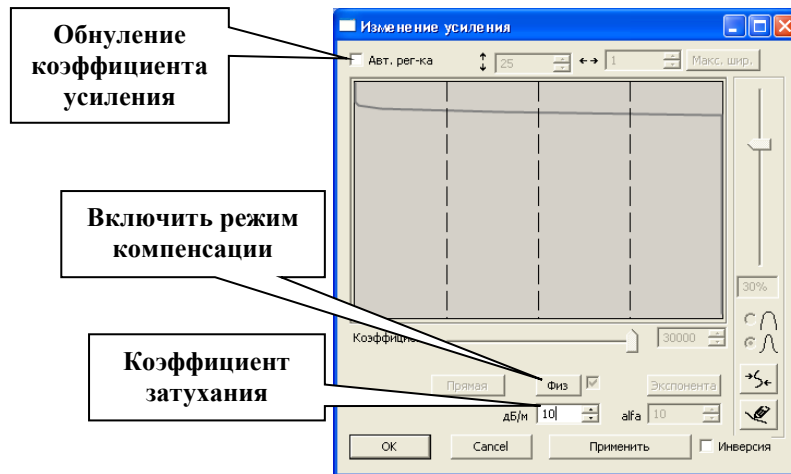 Обнуление
коэффициента
усиления
Включить режим
компенсации
Коэффициент
затухания
Изменение усиления
Авт. рег-ка 25 1 Макс. шир.
30%
30000
Прямая Физ Экспонента
дБ/м 10 alfa 10
OK Cancel Применить Инверсия